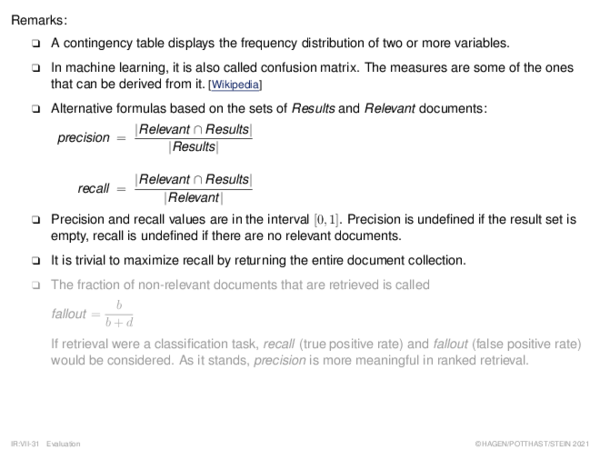 Remarks:
❑ A contingency table displays the frequency distribution of two or more variables.
❑ In machine learning, it is also called confusion matrix. The measures are some of the ones
that can be derived from it. [Wikipedia]
❑ Alternative formulas based on the sets of Results and Relevant documents:
precision = |Relevant ∩ Results| / |Results|
recall = |Relevant ∩ Results| / |Relevant|
❑ Precision and recall values are in the interval [0, 1]. Precision is undefined if the result set is
empty, recall is undefined if there are no relevant documents.
❑ It is trivial to maximize recall by returning the entire document collection.
❑ The fraction of non-relevant documents that are retrieved is called
fallout = b / b + d
If retrieval were a classification task, recall (true positive rate) and fallout (false positive rate)
would be considered. As it stands, precision is more meaningful in ranked retrieval.
IR:VII-31 Evaluation ©HAGEN/POTTHAST/STEIN 2021